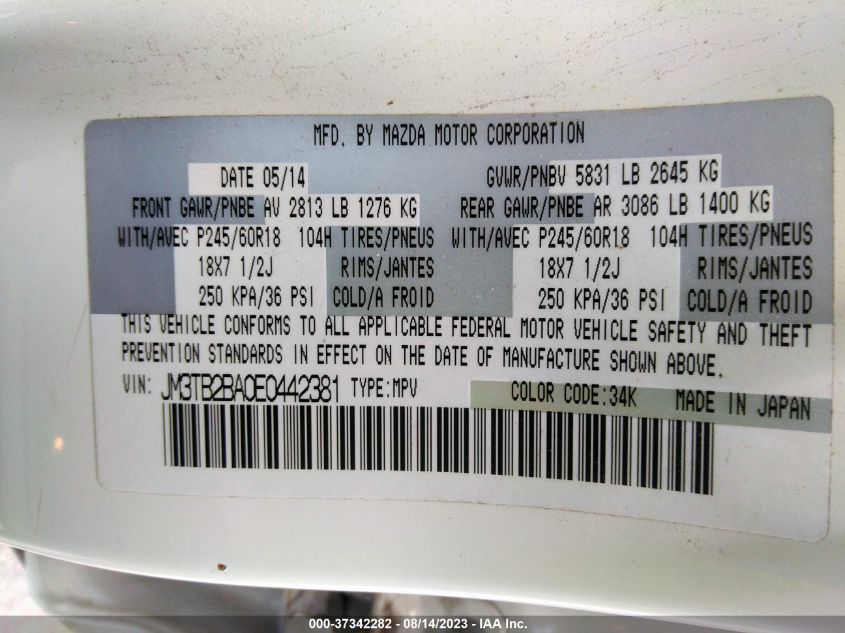 MFD. BY MAZDA MOTOR CORPORATION
DATE 05/14 GVWR/PNBV 5831 LB 2645 KG
FRONT GAWR/PNBE AV 2813 LB 1276 KG REAR GAWR/PNBE AR 3086 LB 1400 KG
WITH/AVEC P245/60R18 104H TIRES/PNEUS WITH/AVEC P245/60R18 104H TIRES/PNEUS
18X7 1/2J RIMS/JANTES 18X7 1/2J RIMS/JANTES
250 KPA/36 PSI COLD/A FROID 250 KPA/36 PSI COLD/A FROID
THIS VEHICLE CONFORMS TO ALL APPLICABLE FEDERAL MOTOR VEHICLE SAFETY AND THEFT
PREVENTION STANDARDS IN EFFECT ON THE DATE OF MANUFACTURE SHOWN ABOVE.
VIN: JM3TB2BA0E0442381 TYPE:MPV COLOR CODE:34K MADE IN JAPAN
000-37342282 - 08/14/2023 - IAA Inc.